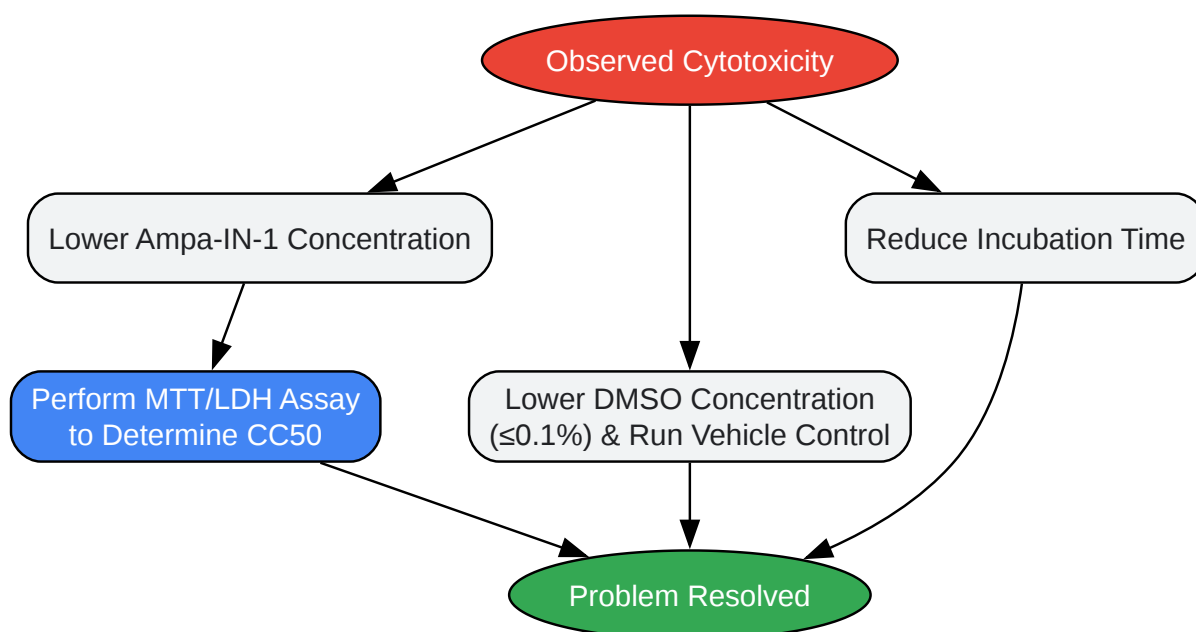 Observed Cytotoxicity
Lower Ampa-IN-1 Concentration
Reduce Incubation Time
Perform MTT/LDH Assay
to Determine CC50
Lower DMSO Concentration
(≤0.1%) & Run Vehicle Control
Problem Resolved